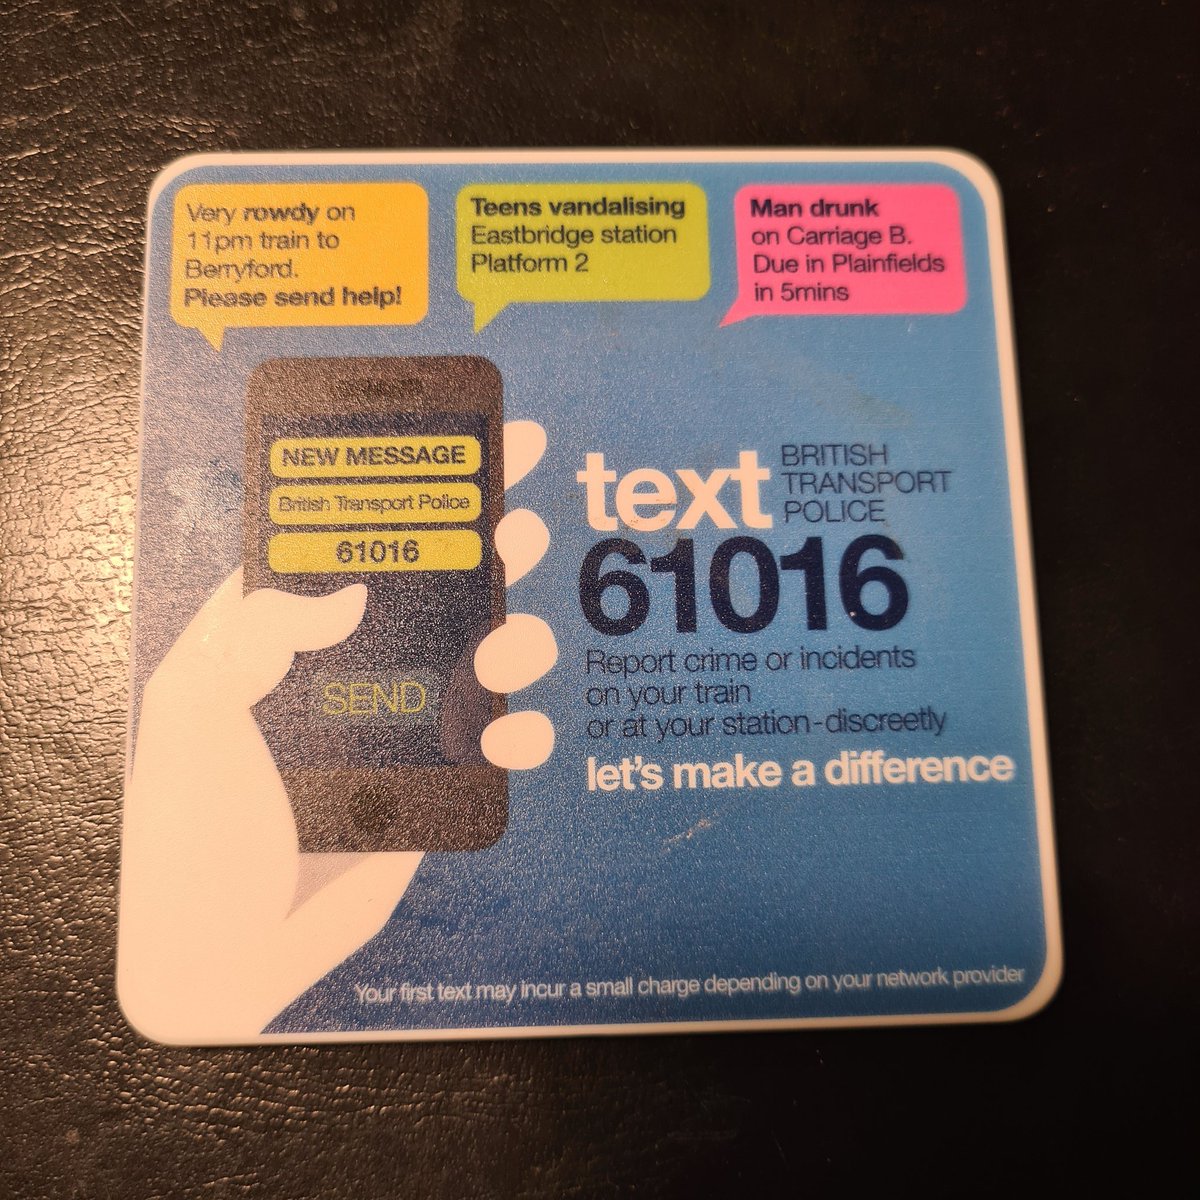 Very rowdy on
11pm train to
Berryford.
Please send help!
Teens vandalising
Eastbridge station
Platform 2
Man drunk
on Carriage B.
Due in Plainfields
in 5mins
NEW MESSAGE
British Transport Police
61016
SEND
text
BRITISH
TRANSPORT
POLICE
61016
Report crime or incidents
on your train
or at your station-discreetly
let's make a difference
Your first text may incur a small charge depending on your network provider